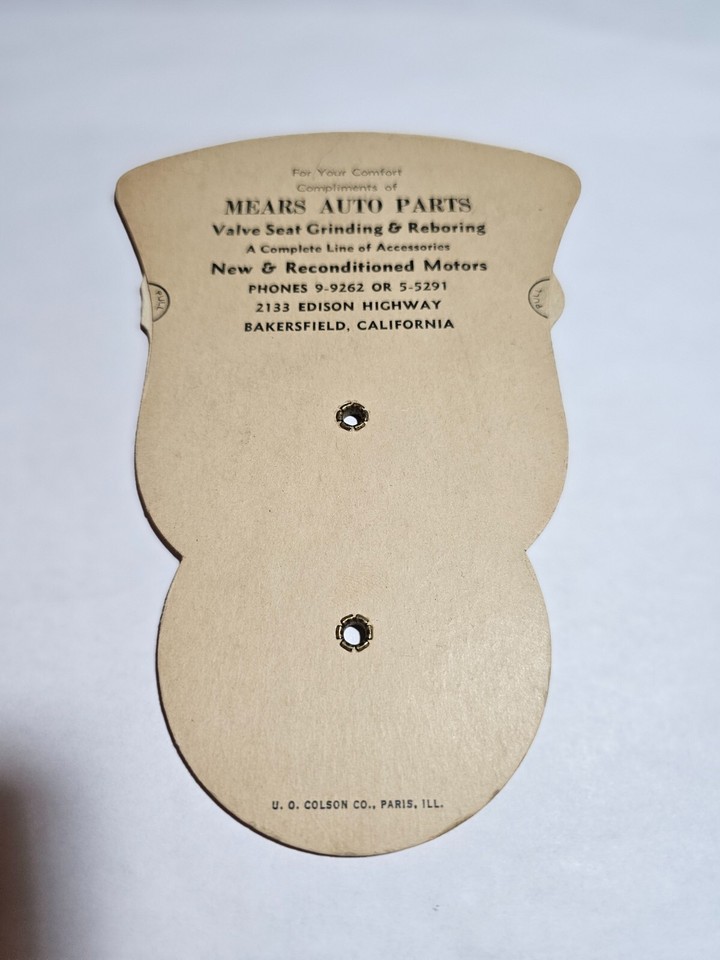 For Your Comfort
Compliments of
MEARS AUTO PARTS
Valve Seat Grinding & Reboring
A Complete Line of Accessories
New & Reconditioned Motors
PHONES 9-9262 OR 5-5291
2133 EDISON HIGHWAY
BAKERSFIELD, CALIFORNIA
U. O. COLSON CO., PARIS, ILL.